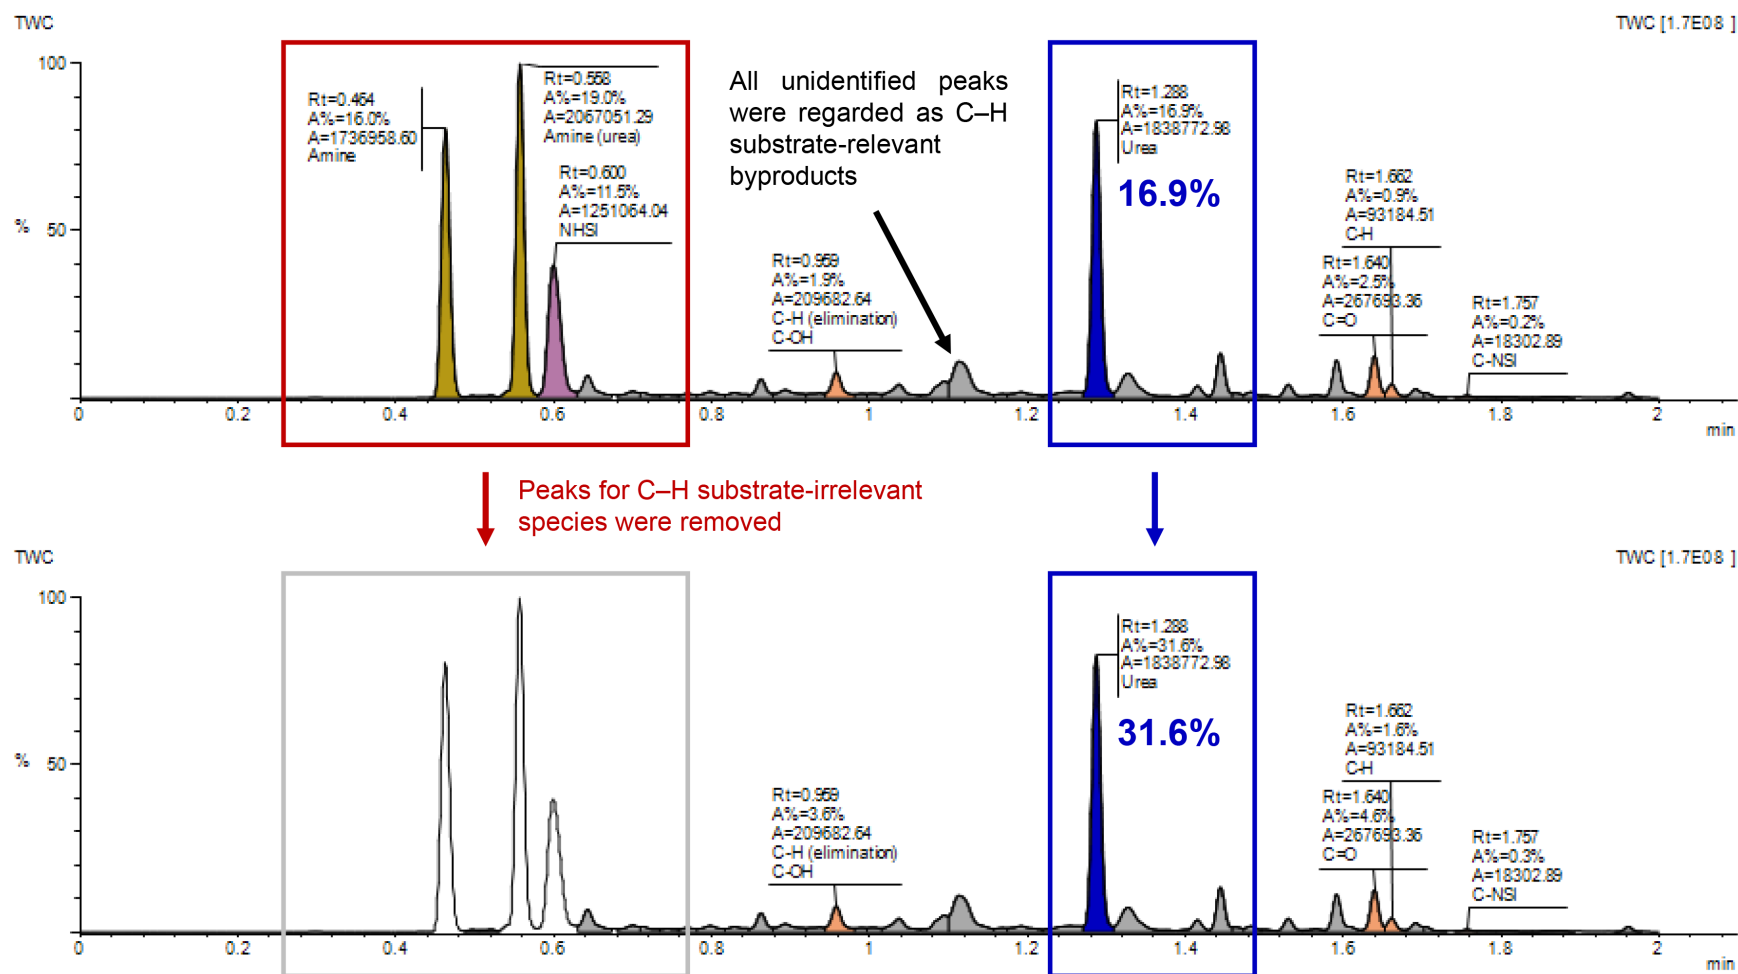 TWC
TWC [1.7E08 ]
100
50
%
Rt=0.464
A%=16.0%
A=1736958.60
Amine
Rt=0.558
A%=19.0%
A=2067051.29
Amine (urea)
Rt=0.600
A%=11.5%
A=1251064.04
NHSI
All unidentified peaks
were regarded as C–H
substrate-relevant
byproducts
Rt=0.959
A%=1.9%
A=209682.64
C-H (elimination)
C-OH
Rt=1.288
A%=16.9%
A=1838772.98
Urea
16.9%
Rt=1.662
A%=0.9%
A=93184.51
C-H
Rt=1.640
A%=2.5%
A=267693.36
C=O
Rt=1.757
A%=0.2%
A=18302.89
C-NSI
0 0.2 0.4 0.6 0.8 1 1.2 1.4 1.6 1.8 2
min
Peaks for C–H substrate-irrelevant
species were removed
TWC
TWC [1.7E08 ]
100
50
%
Rt=0.959
A%=3.6%
A=209682.64
C-H (elimination)
C-OH
Rt=1.288
A%=31.6%
A=1838772.98
Urea
31.6%
Rt=1.662
A%=1.6%
A=93184.51
C-H
Rt=1.640
A%=4.6%
A=267693.36
C=O
Rt=1.757
A%=0.3%
A=18302.89
C-NSI
0 0.2 0.4 0.6 0.8 1 1.2 1.4 1.6 1.8 2
min